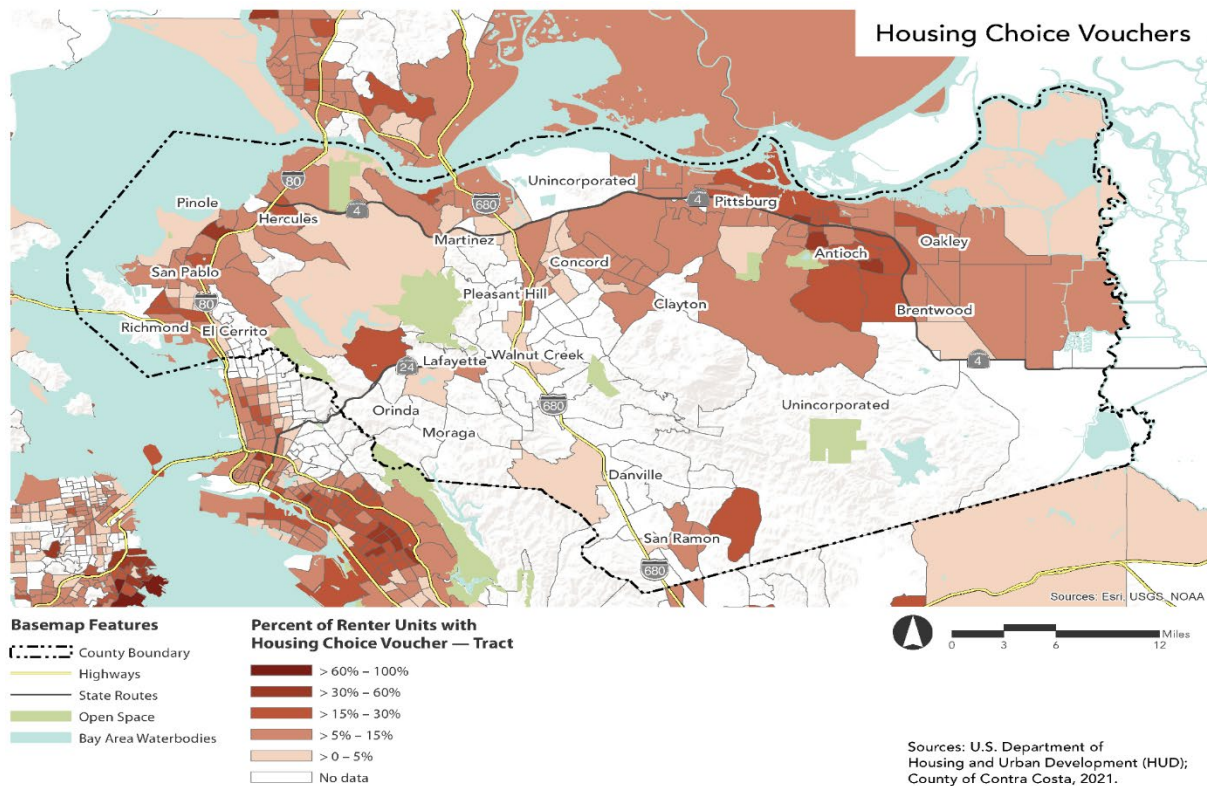 Housing Choice Vouchers
Unincorporated
80
Pinole
4
680
4
Pittsburg
Hercules
Martinez
Oakley
Antioch
Concord
San Pablo
80
Pleasant Hill
Clayton
Brentwood
Richmond
El Cerrito
24
Lafayette
Walnut Creek
4
Orinda
680
Unincorporated
Moraga
Danville
San Ramon
680
Sources: Esri, USGS, NOAA
Basemap Features
County Boundary
Highways
State Routes
Open Space
Bay Area Waterbodies
Percent of Renter Units with
Housing Choice Voucher — Tract
> 60% – 100%
> 30% – 60%
> 15% – 30%
> 5% – 15%
> 0 – 5%
No data
Miles
0 3 6 12
Sources: U.S. Department of
Housing and Urban Development (HUD);
County of Contra Costa, 2021.